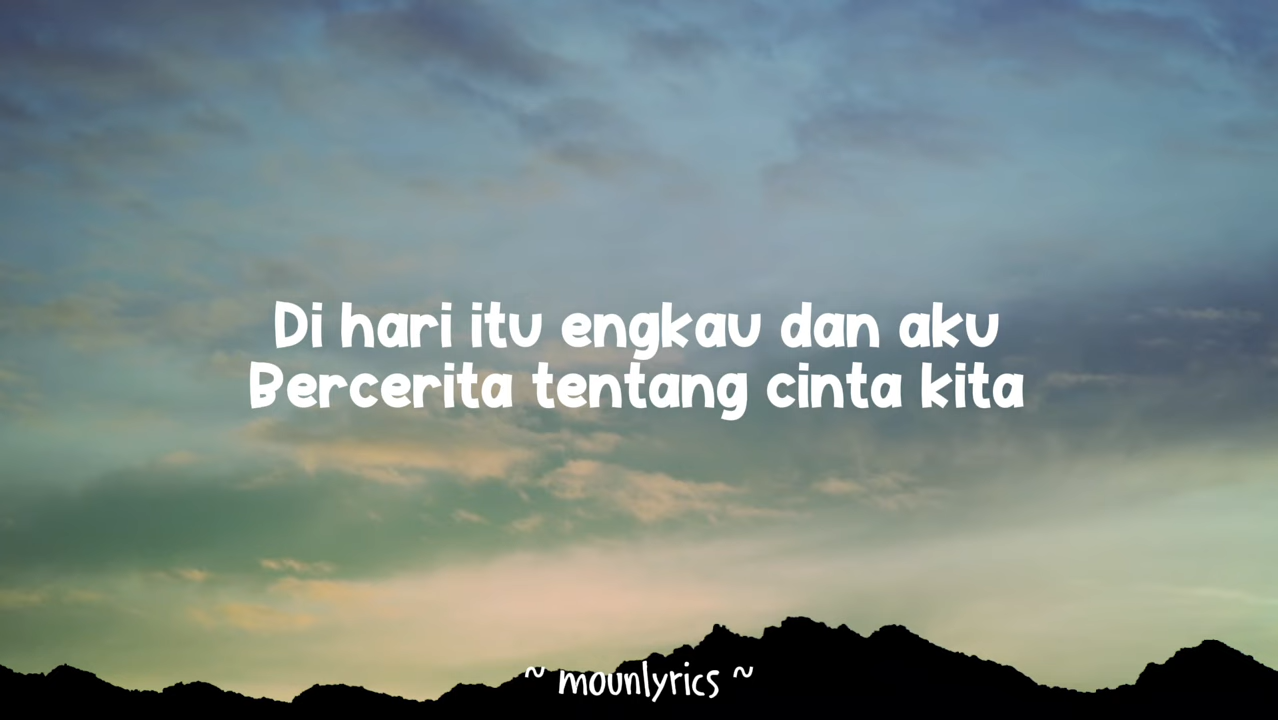 Di hari itu engkau dan aku
Bercerita tentang cinta kita
~ mounlyrics ~